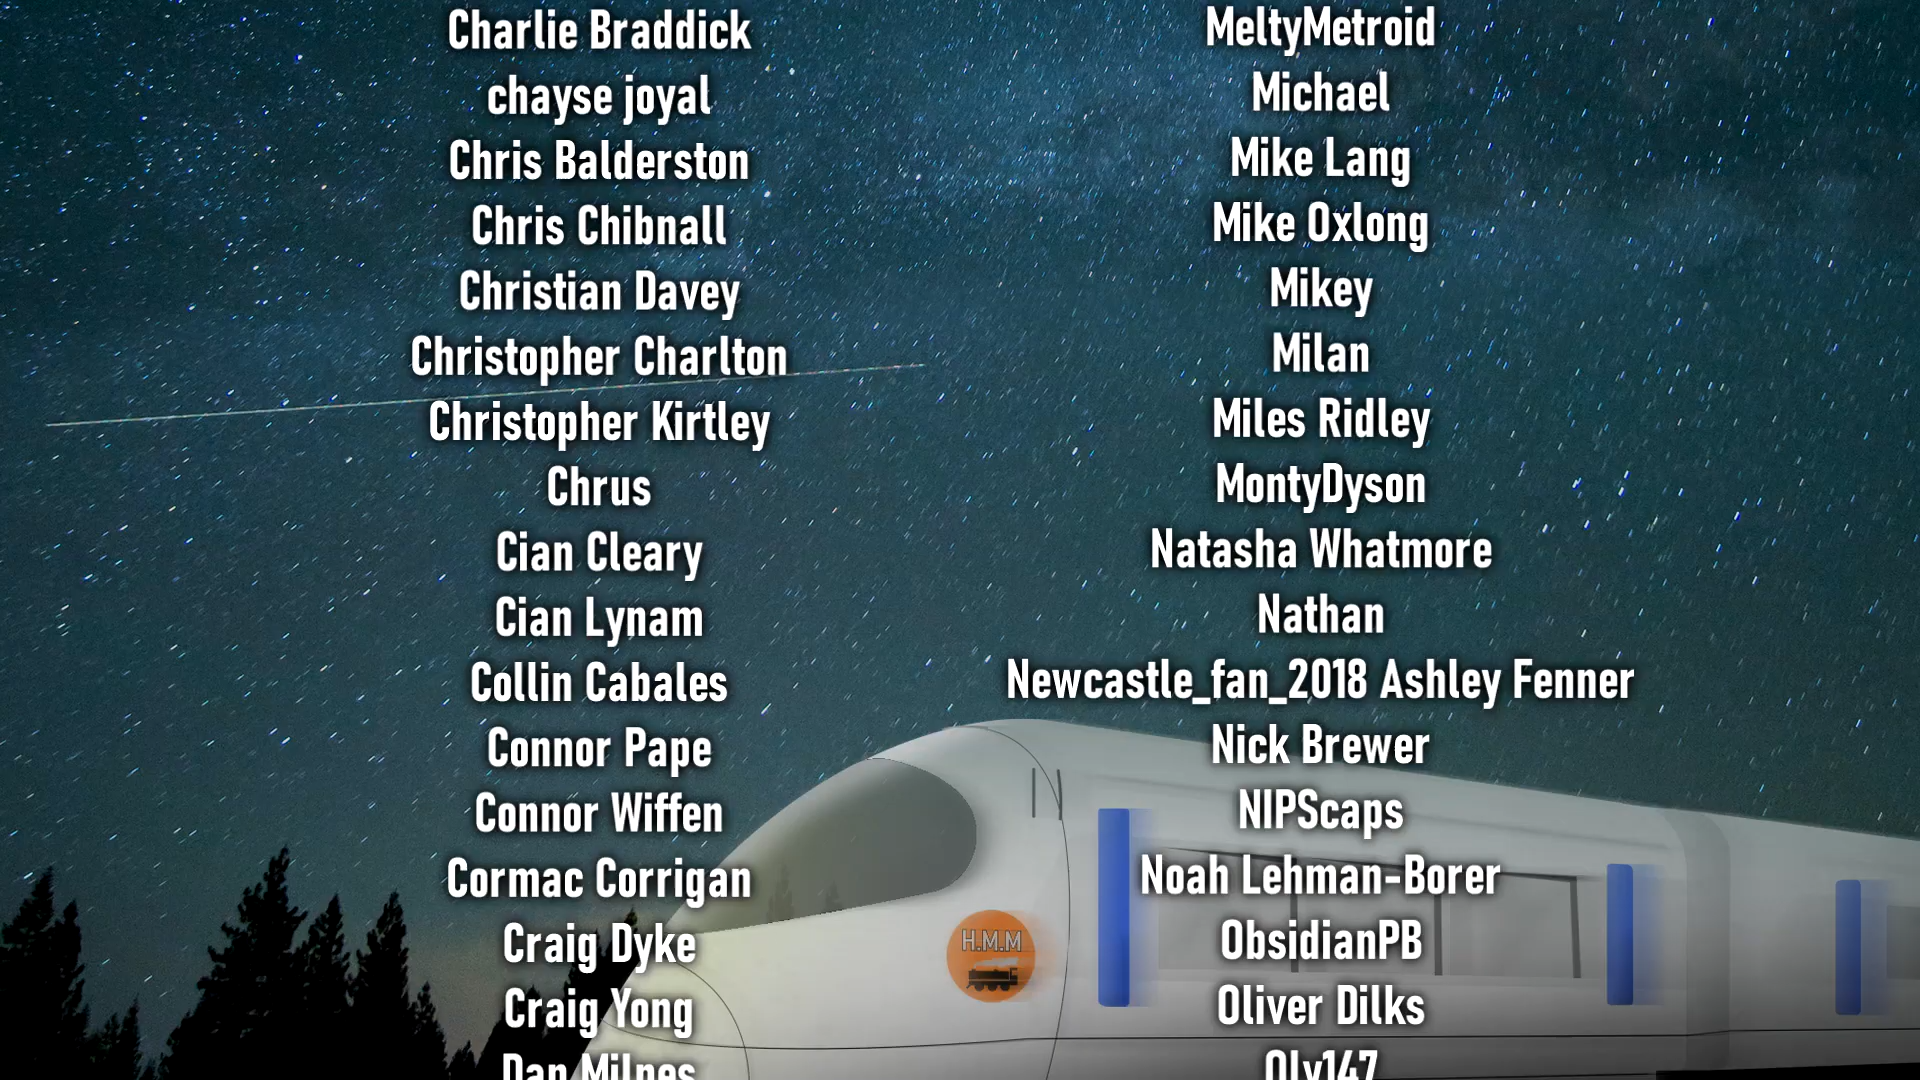 Charlie Braddick
chayse joyal
Chris Balderston
Chris Chibnall
Christian Davey
Christopher Charlton
Christopher Kirtley
Chrus
Cian Cleary
Cian Lynam
Collin Cabales
Connor Pape
Connor Wiffen
Cormac Corrigan
Craig Dyke
Craig Yong
Dan Milnes
MeltyMetroid
Michael
Mike Lang
Mike Oxlong
Mikey
Milan
Miles Ridley
MontyDyson
Natasha Whatmore
Nathan
Newcastle_fan_2018 Ashley Fenner
Nick Brewer
NIPScaps
Noah Lehman-Borer
ObsidianPB
Oliver Dilks
Oly147
H.M.M